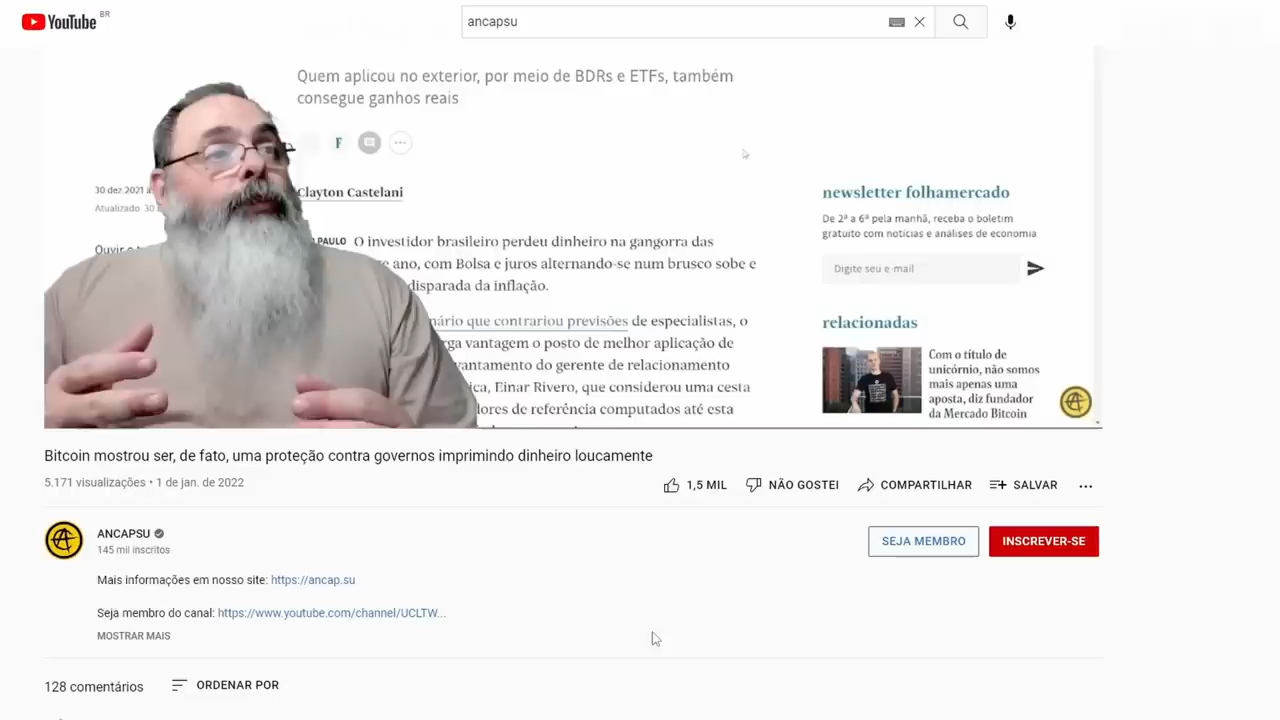 YouTube BR
ancapsu
Quem aplicou no exterior, por meio de BDRs e ETFs, também
consegue ganhos reais
F
30 dez 2021
Atualizado 30
Clayton Castelani
newsletter folhamercado
De 2ª a 6ª pela manhã, receba o boletim
gratuito com notícias e análises de economia
Digite seu e-mail
Ouvir o
PAULO O investidor brasileiro perdeu dinheiro na gangorra das
ano, com Bolsa e juros alternando-se num brusco sobe e
disparada da inflação.
que contrariou previsões de especialistas, o
vantagem o posto de melhor aplicação de
do gerente de relacionamento
Einar Rivero, que considerou uma cesta
de referência computados até esta
relacionadas
Com o título de
unicórnio, não somos
mais apenas uma
aposta, diz fundador
da Mercado Bitcoin
Bitcoin mostrou ser, de fato, uma proteção contra governos imprimindo dinheiro loucamente
5.171 visualizações • 1 de jan. de 2022
1,5 MIL NÃO GOSTEI COMPARTILHAR SALVAR ...
ANCAPSU
145 mil inscritos
SEJA MEMBRO INSCREVER-SE
Mais informações em nosso site: https://ancap.su
Seja membro do canal: https://www.youtube.com/channel/UCLTW...
MOSTRAR MAIS
128 comentários ORDENAR POR